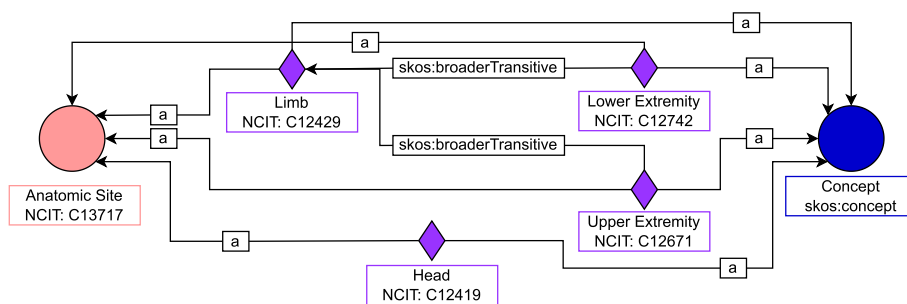 a
a
skos:broaderTransitive
a
Limb
NCIT: C12429
Lower Extremity
NCIT: C12742
a
a
skos:broaderTransitive
a
Anatomic Site
NCIT: C13717
Upper Extremity
NCIT: C12671
Concept
skos:concept
a
a
Head
NCIT: C12419